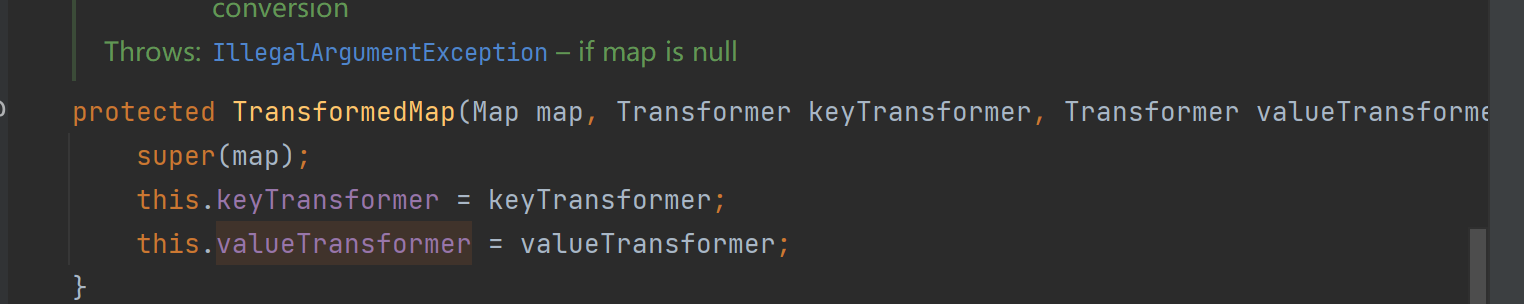 conversion
Throws: IllegalArgumentException – if map is null
protected TransformedMap(Map map, Transformer keyTransformer, Transformer valueTransforme
super(map);
this.keyTransformer = keyTransformer;
this.valueTransformer = valueTransformer;
}